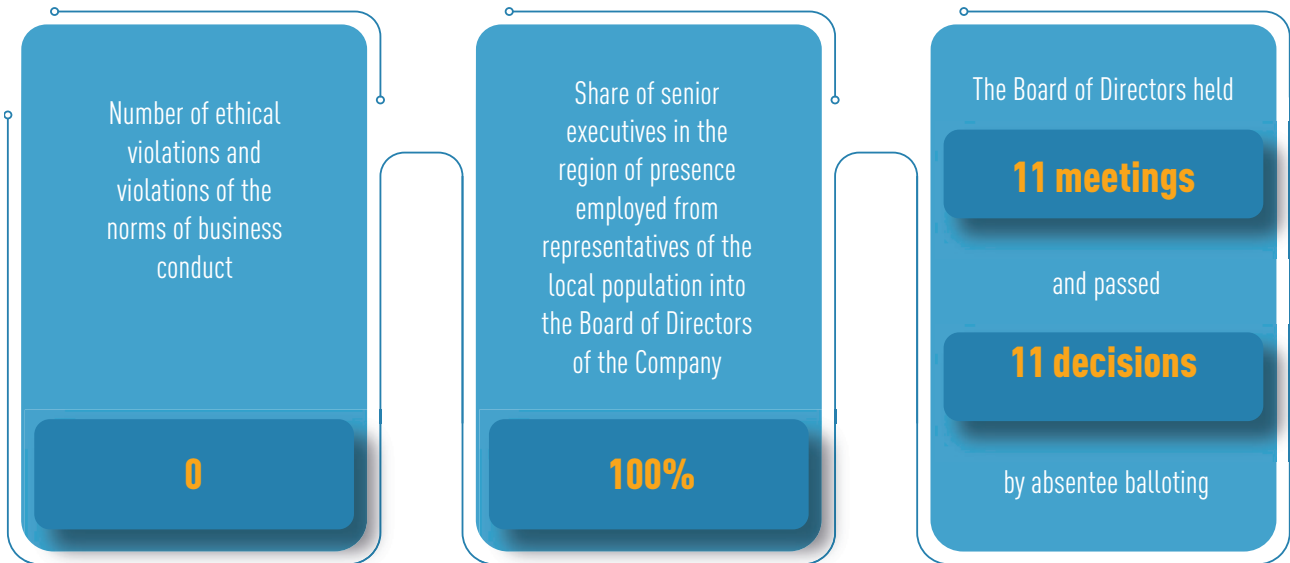 Number of ethical
violations and
violations of the
norms of business
conduct
0
Share of senior
executives in the
region of presence
employed from
representatives of the
local population into
the Board of Directors
of the Company
100%
The Board of Directors held
11 meetings
and passed
11 decisions
by absentee balloting